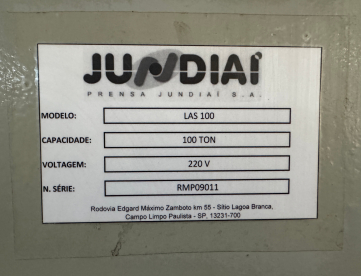 JUNDIAÍ
PRENSA JUNDIAÍ S.A.
MODELO: LAS 100
CAPACIDADE: 100 TON
VOLTAGEM: 220 V
N. SÉRIE: RMP09011
Rodovia Edgard Máximo Zamboto km 55 - Sítio Lagoa Branca,
Campo Limpo Paulista - SP, 13231-700